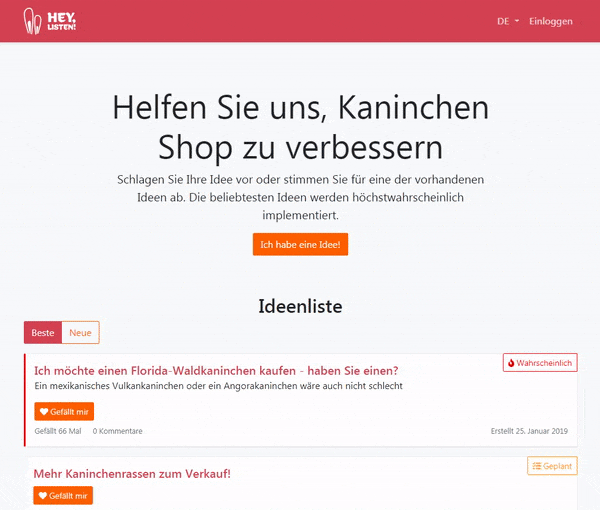 HEY,
LISTEN!
DE
Einloggen
Helfen Sie uns, Kaninchen
Shop zu verbessern
Schlagen Sie Ihre Idee vor oder stimmen Sie für eine der vorhandenen
Ideen ab. Die beliebtesten Ideen werden höchstwahrscheinlich
implementiert.
Ich habe eine Idee!
Ideenliste
Beste
Neue
Wahrscheinlich
Ich möchte einen Florida-Waldkaninchen kaufen - haben Sie einen?
Ein mexikanisches Vulkankaninchen oder ein Angorakaninchen wäre auch nicht schlecht
Gefällt mir
Gefällt 66 Mal
0 Kommentare
Erstellt 25. Januar 2019
Geplant
Mehr Kaninchenrassen zum Verkauf!
Gefällt mir